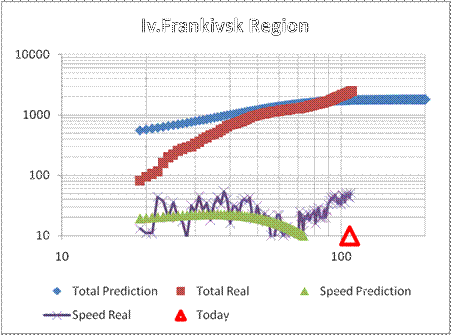 Iv.Frankivsk Region
10000
1000
100
10
10 100
Total Prediction Total Real Speed Prediction
Speed Real Today